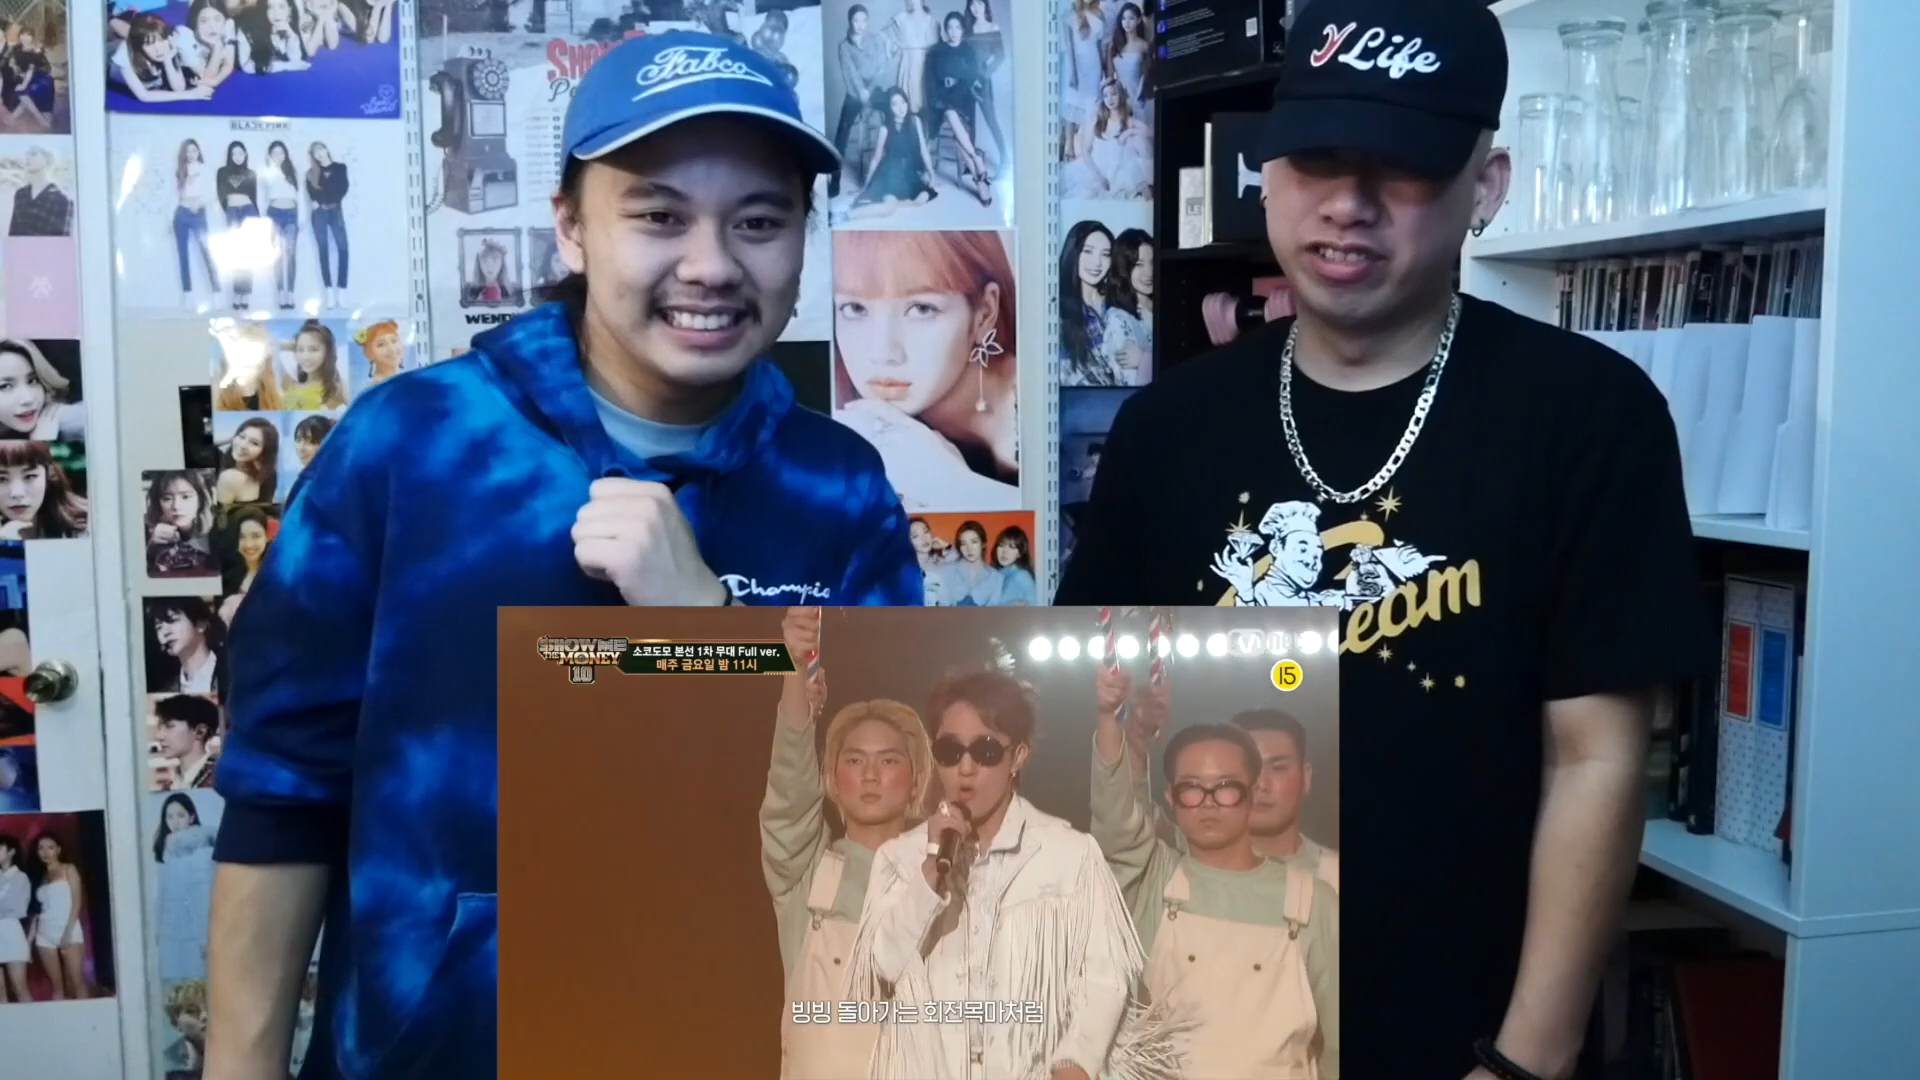 Fabco
Life
BLACKPINK
Champio
eam
SHOW ME
THE MONEY
10
소코도모 본선 1차 무대 Full ver.
매주 금요일 밤 11시
15
빙빙 돌아가는 회전목마처럼